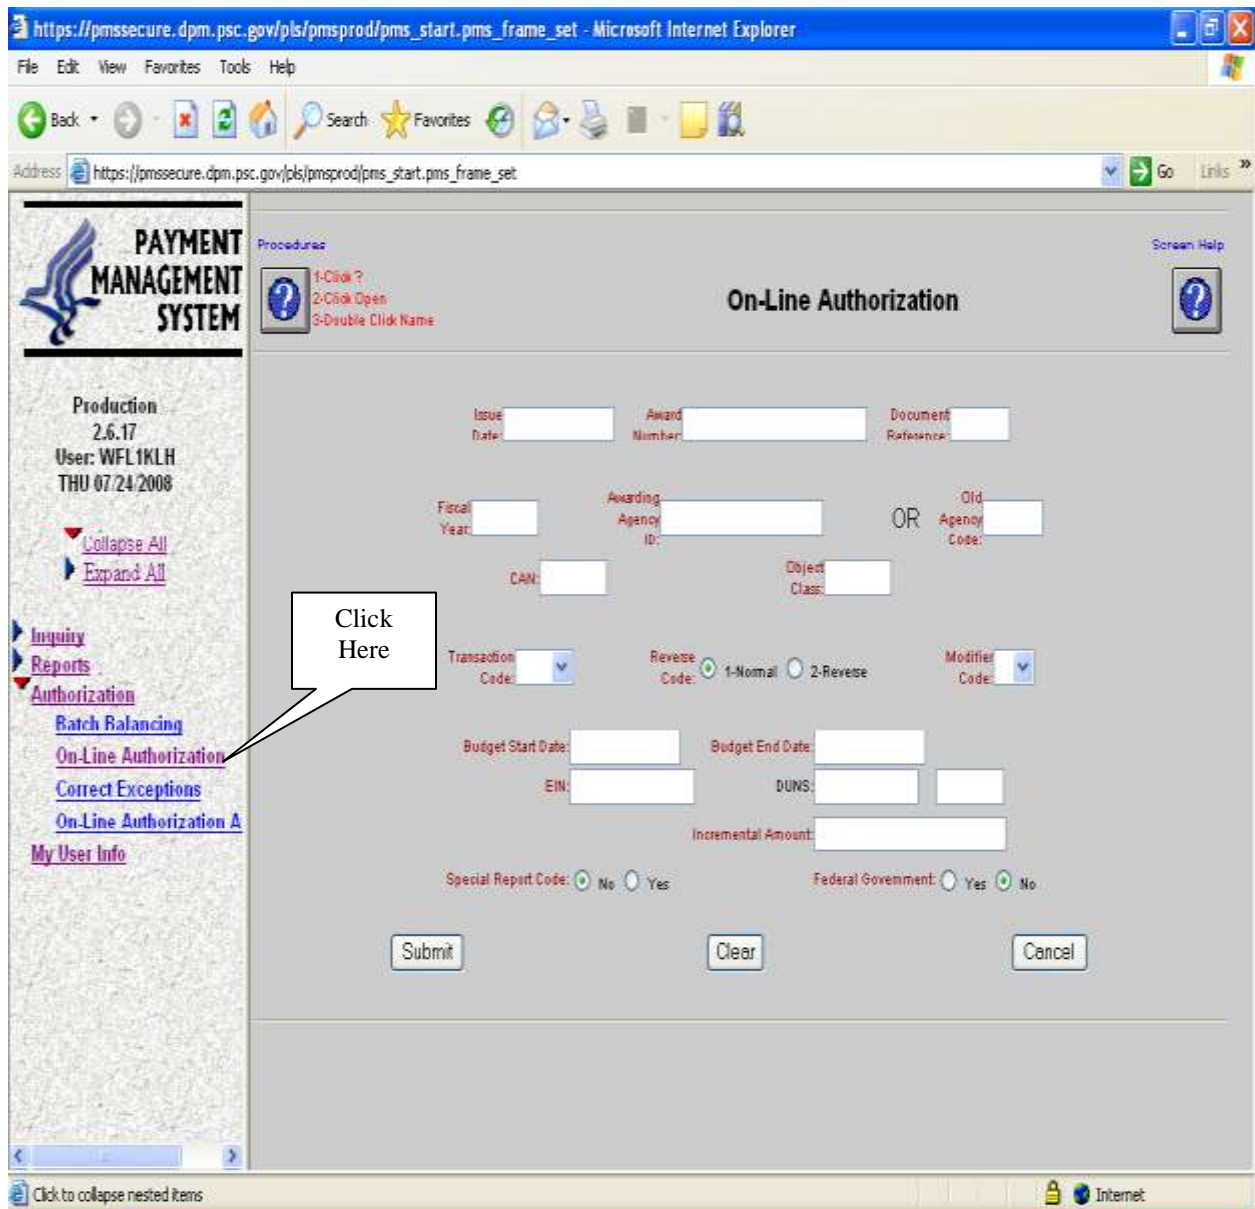 https://pmssecure.dpm.psc.gov/pls/pmsprod/pms_start.pms_frame_set - Microsoft Internet Explorer
File Edit View Favorites Tools Help
Back Search Favorites
Address https://pmssecure.dpm.psc.gov/pls/pmsprod/pms_start.pms_frame_set Go Links »
PAYMENT
MANAGEMENT
SYSTEM
Production
2.6.17
User: WFL1KLH
THU 07/24/2008
Collapse All
Expand All
Inquiry
Reports
Authorization
Batch Balancing
On-Line Authorization
Correct Exceptions
On-Line Authorization A
My User Info
Click
Here
Procedures
Screen Help
1-Click ?
2-Click Open
3-Double Click Name
On-Line Authorization
Issue Date:
Award Number:
Document Reference:
Fiscal Year:
Awarding Agency ID:
OR
Old Agency Code:
CAN:
Object Class:
Transaction Code:
Reverse Code: 1-Normal 2-Reverse
Modifier Code:
Budget Start Date:
Budget End Date:
EIN:
DUNS:
Incremental Amount:
Special Report Code: No Yes
Federal Government: Yes No
Submit Clear Cancel
Click to collapse nested items
Internet